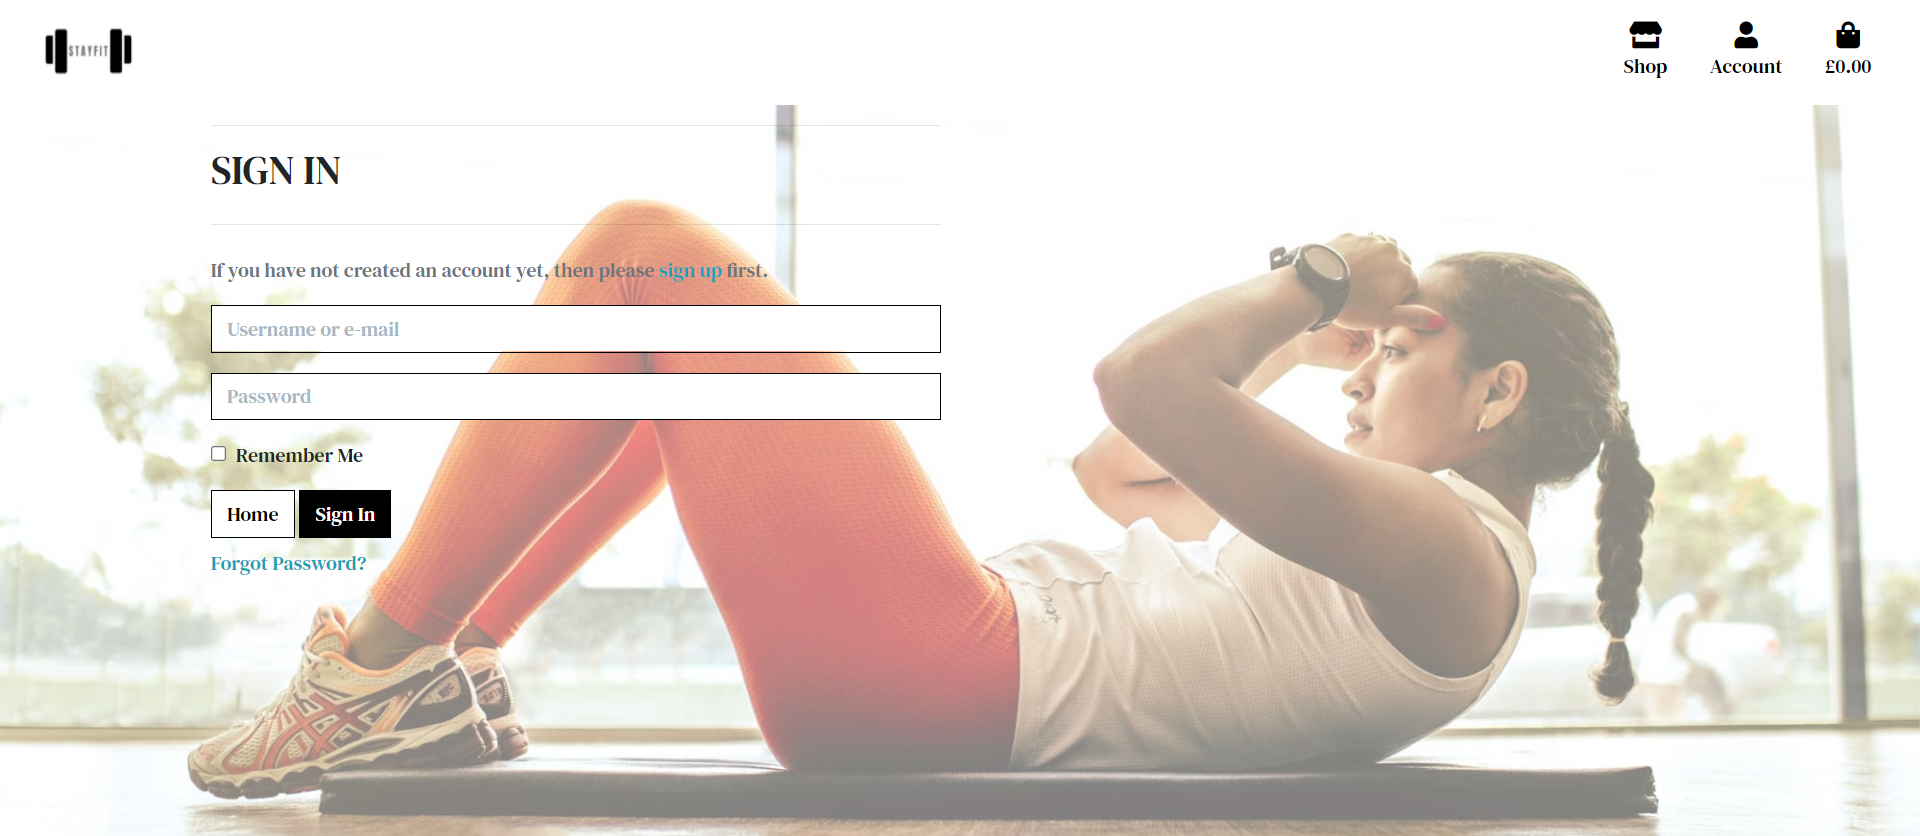 STAYFIT
Shop
Account
£0.00
SIGN IN
If you have not created an account yet, then please sign up first.
Username or e-mail
Password
Remember Me
Home
Sign In
Forgot Password?